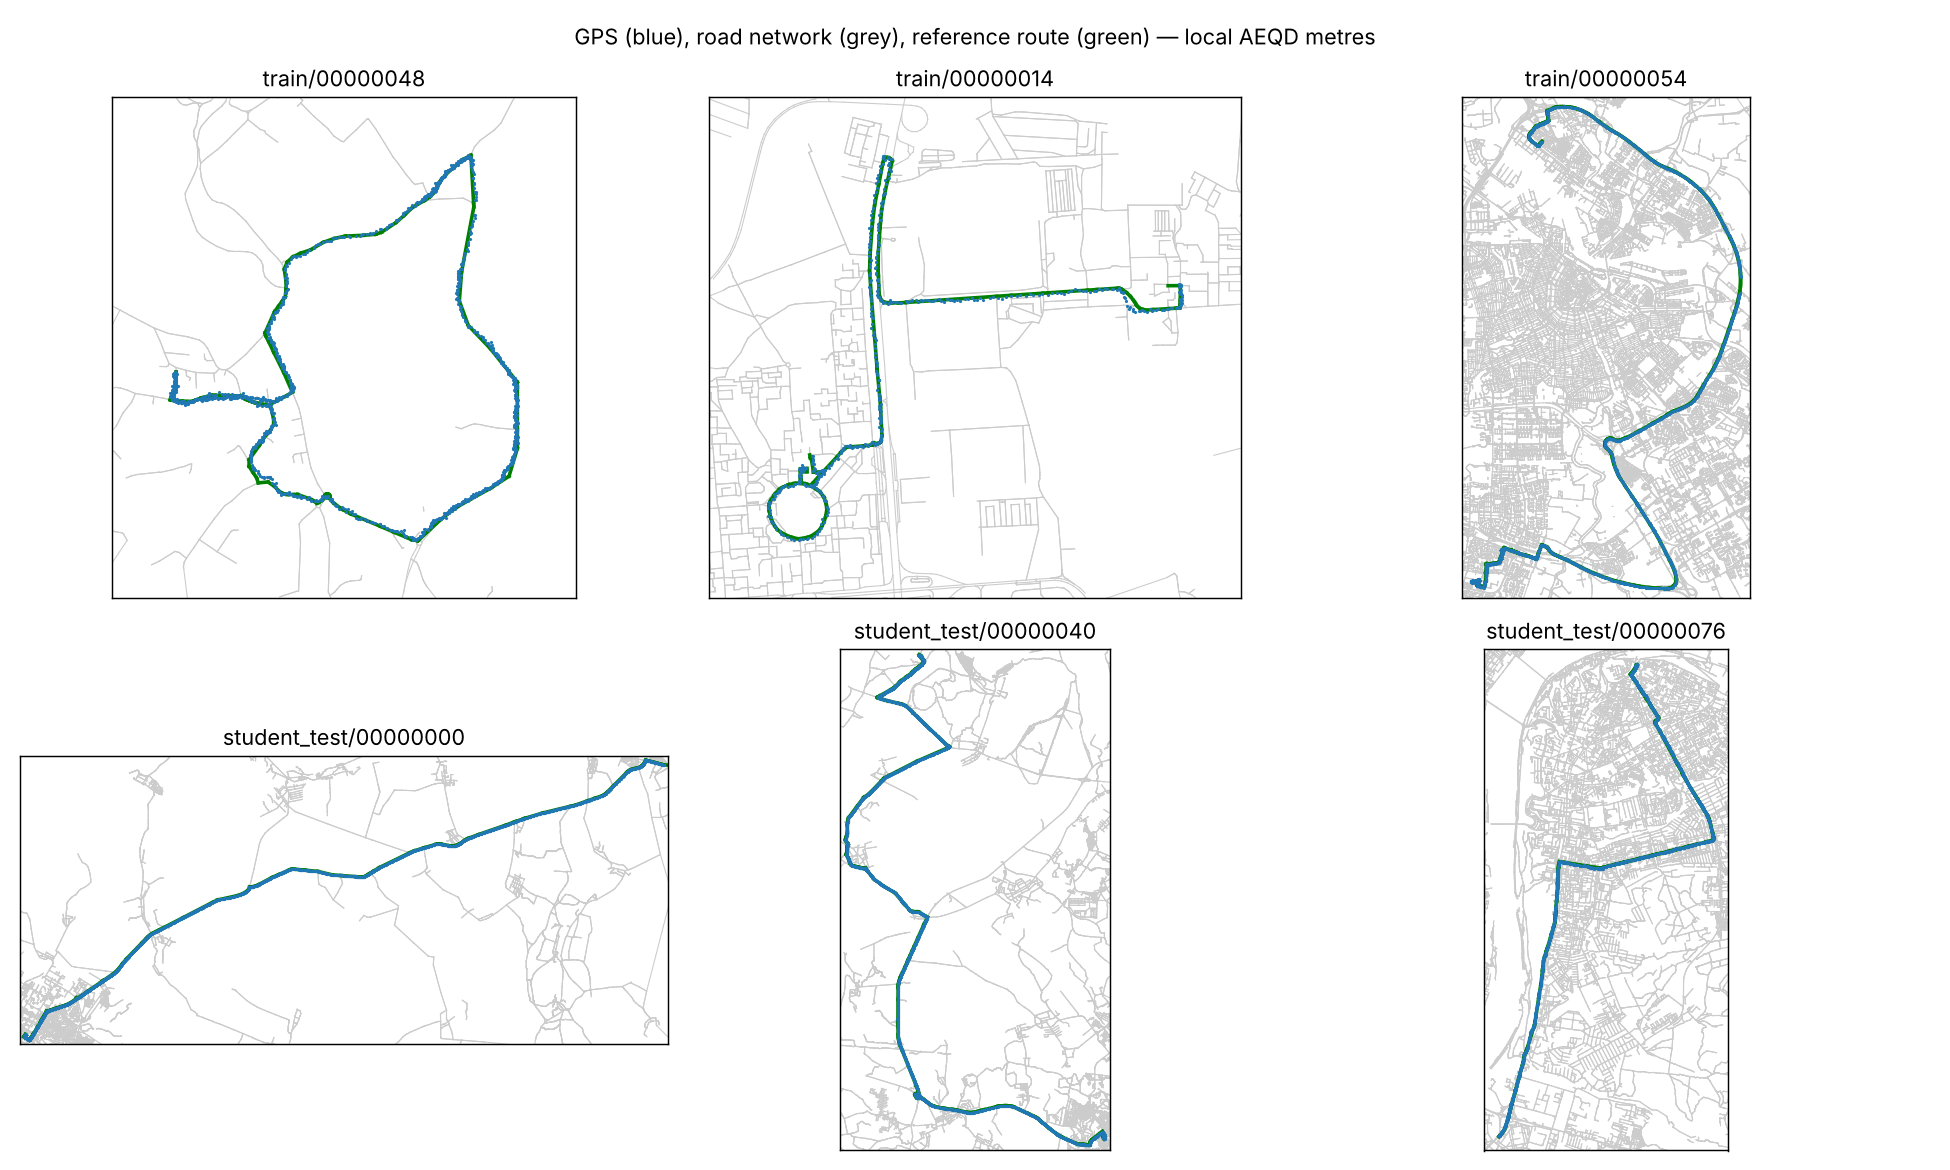 GPS (blue), road network (grey), reference route (green) — local AEQD metres
train/00000048
train/00000014
train/00000054
student_test/00000000
student_test/00000040
student_test/00000076